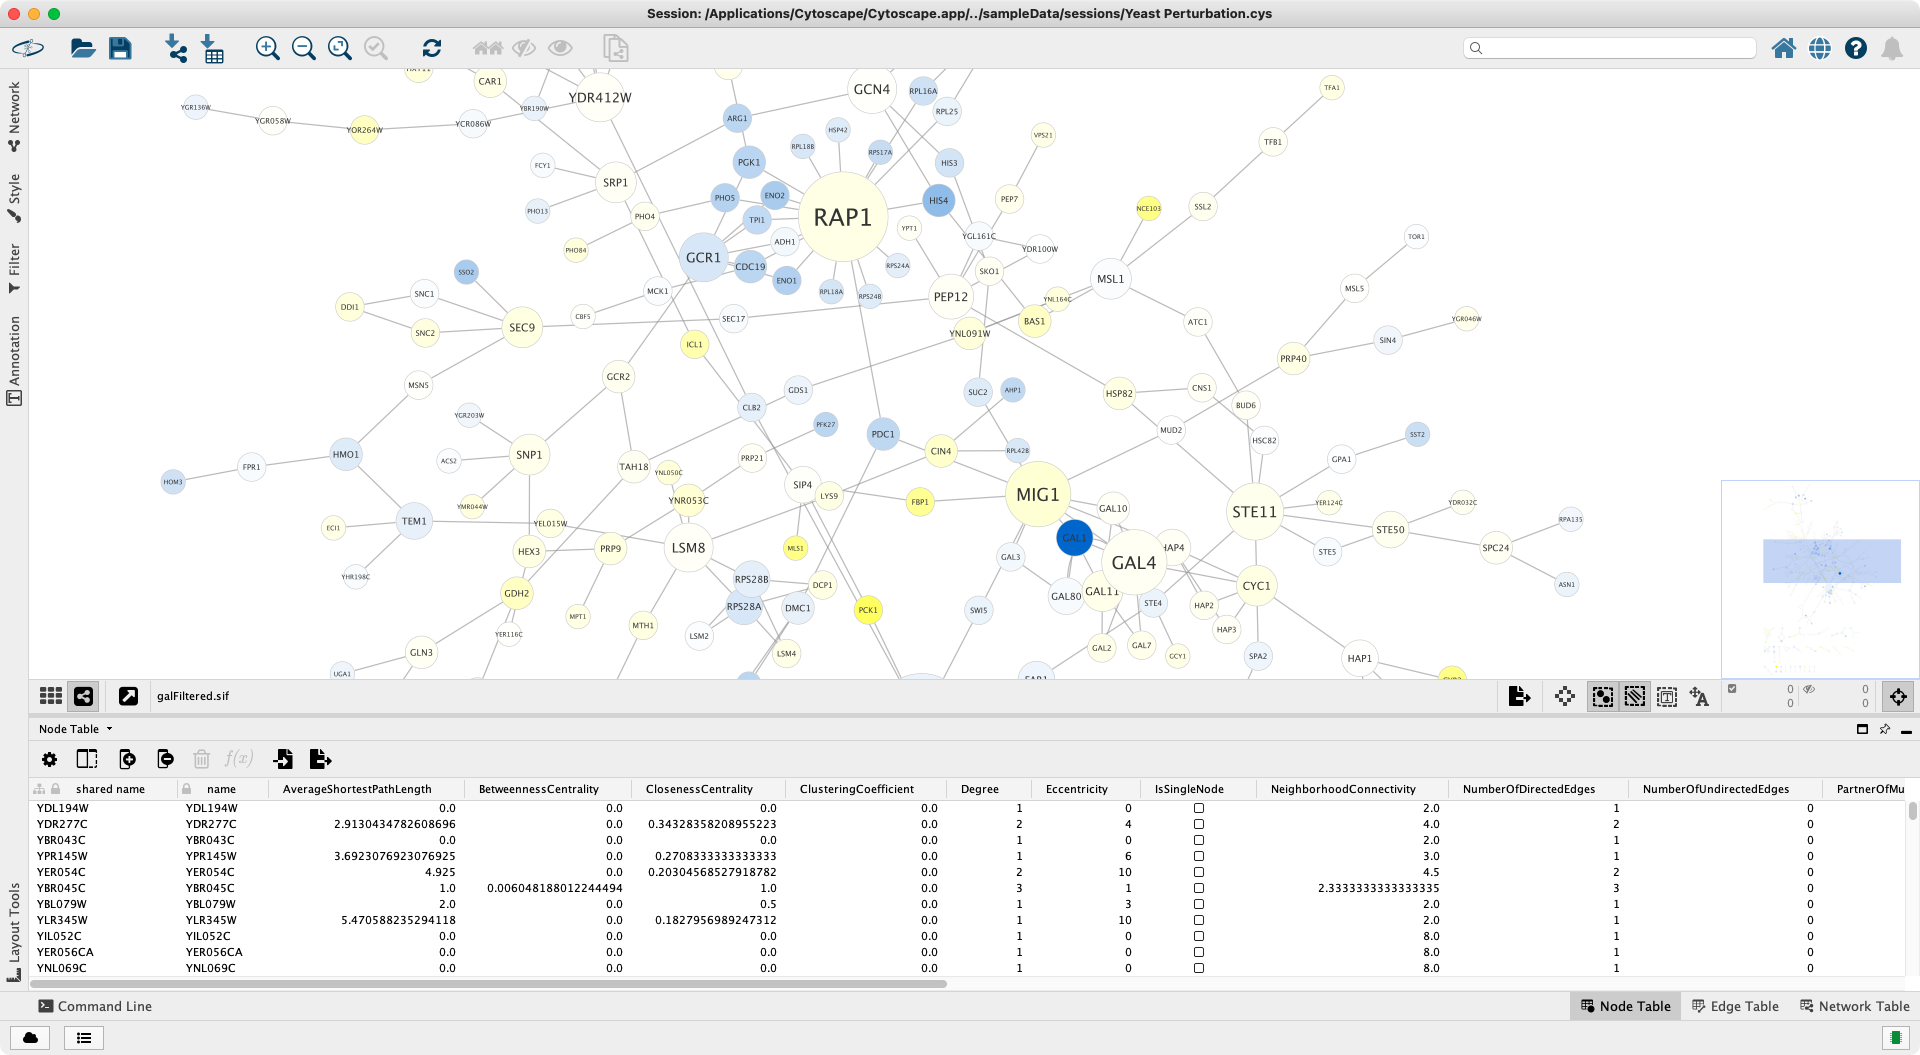 Session: /Applications/Cytoscape/Cytoscape.app/../sampleData/sessions/Yeast Perturbation.cys
Network
Style
Filter
Annotation
Layout Tools
CAR1
YDR412W
GCN4
RPL16A
TFA1
YGR136W
YGR058W
YOR264W
YCR086W
YBR190W
ARG1
RPL25
HSP42
VPS21
TFB1
RPL18B
RPS17A
FCY1
PGK1
HIS3
SRP1
PHO5
ENO2
HIS4
PEP7
NCE103
SSL2
PHO13
PHO4
TPI1
RAP1
YPT1
YGL161C
YDR100W
TOR1
PHO84
ADH1
GCR1
CDC19
RPS24A
SKO1
SSO2
ENO1
MSL1
SNC1
MCK1
RPL18A
RPS24B
PEP12
YNL164C
MSL5
DDI1
CBF5
SEC17
BAS1
ATC1
YGR046W
SNC2
SEC9
YNL091W
SIN4
ICL1
PRP40
GCR2
MSN5
GDS1
SUC2
AHP1
HSP82
CNS1
CLB2
BUD6
YGR203W
PFK27
PDC1
MUD2
SST2
HMO1
SNP1
ACS2
PRP21
CIN4
RPL42B
HSC82
GPA1
HOM3
FPR1
TAH18
YNL050C
SIP4
LYS9
MIG1
YMR044W
YNR053C
FBP1
GAL10
STE11
YER124C
YDR032C
ECI1
TEM1
YEL015W
GAL1
STE50
RPA135
HEX3
PRP9
LSM8
MLS1
GAL3
GAL4
HAP4
STE5
SPC24
YHR198C
RPS28B
DCP1
CYC1
ASN1
GDH2
RPS28A
DMC1
PCK1
SWI5
GAL80
GAL11
STE4
HAP2
MPT1
MTH1
YER116C
LSM2
HAP3
GLN3
LSM4
GAL2
GAL7
GCY1
SPA2
HAP1
UGA1
galFiltered.sif
0 0
0 0
Node Table
f(x)
shared name name AverageShortestPathLength BetweennessCentrality ClosenessCentrality ClusteringCoefficient Degree Eccentricity IsSingleNode NeighborhoodConnectivity NumberOfDirectedEdges NumberOfUndirectedEdges PartnerOfMu
YDL194W YDL194W 0.0 0.0 0.0 0.0 1 0 2.0 1 0
YDR277C YDR277C 2.9130434782608696 0.0 0.34328358208955223 0.0 2 4 4.0 2 0
YBR043C YBR043C 0.0 0.0 0.0 0.0 1 0 2.0 1 0
YPR145W YPR145W 3.6923076923076925 0.0 0.2708333333333333 0.0 1 6 3.0 1 0
YER054C YER054C 4.925 0.0 0.20304568527918782 0.0 2 10 4.5 2 0
YBR045C YBR045C 1.0 0.006048188012244494 1.0 0.0 3 1 2.3333333333333335 3 0
YBL079W YBL079W 2.0 0.0 0.5 0.0 1 3 2.0 1 0
YLR345W YLR345W 5.470588235294118 0.0 0.1827956989247312 0.0 1 10 2.0 1 0
YIL052C YIL052C 0.0 0.0 0.0 0.0 1 0 8.0 1 0
YER056CA YER056CA 0.0 0.0 0.0 0.0 1 0 8.0 1 0
YNL069C YNL069C 0.0 0.0 0.0 0.0 1 0 8.0 1 0
Command Line
Node Table Edge Table Network Table